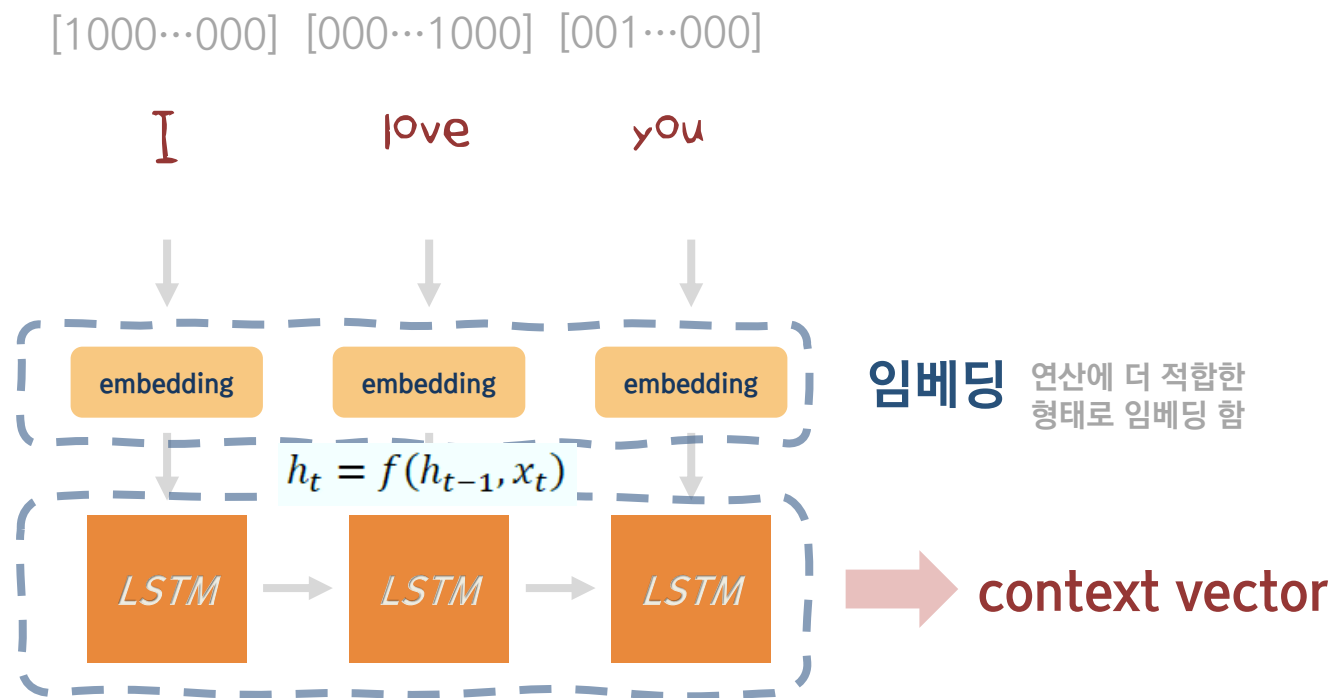 [1000…000] [000…1000] [001…000]
I love you
embedding embedding embedding
임베딩
연산에 더 적합한
형태로 임베딩 함
h_t = f(h_{t-1}, x_t)
LSTM LSTM LSTM
context vector